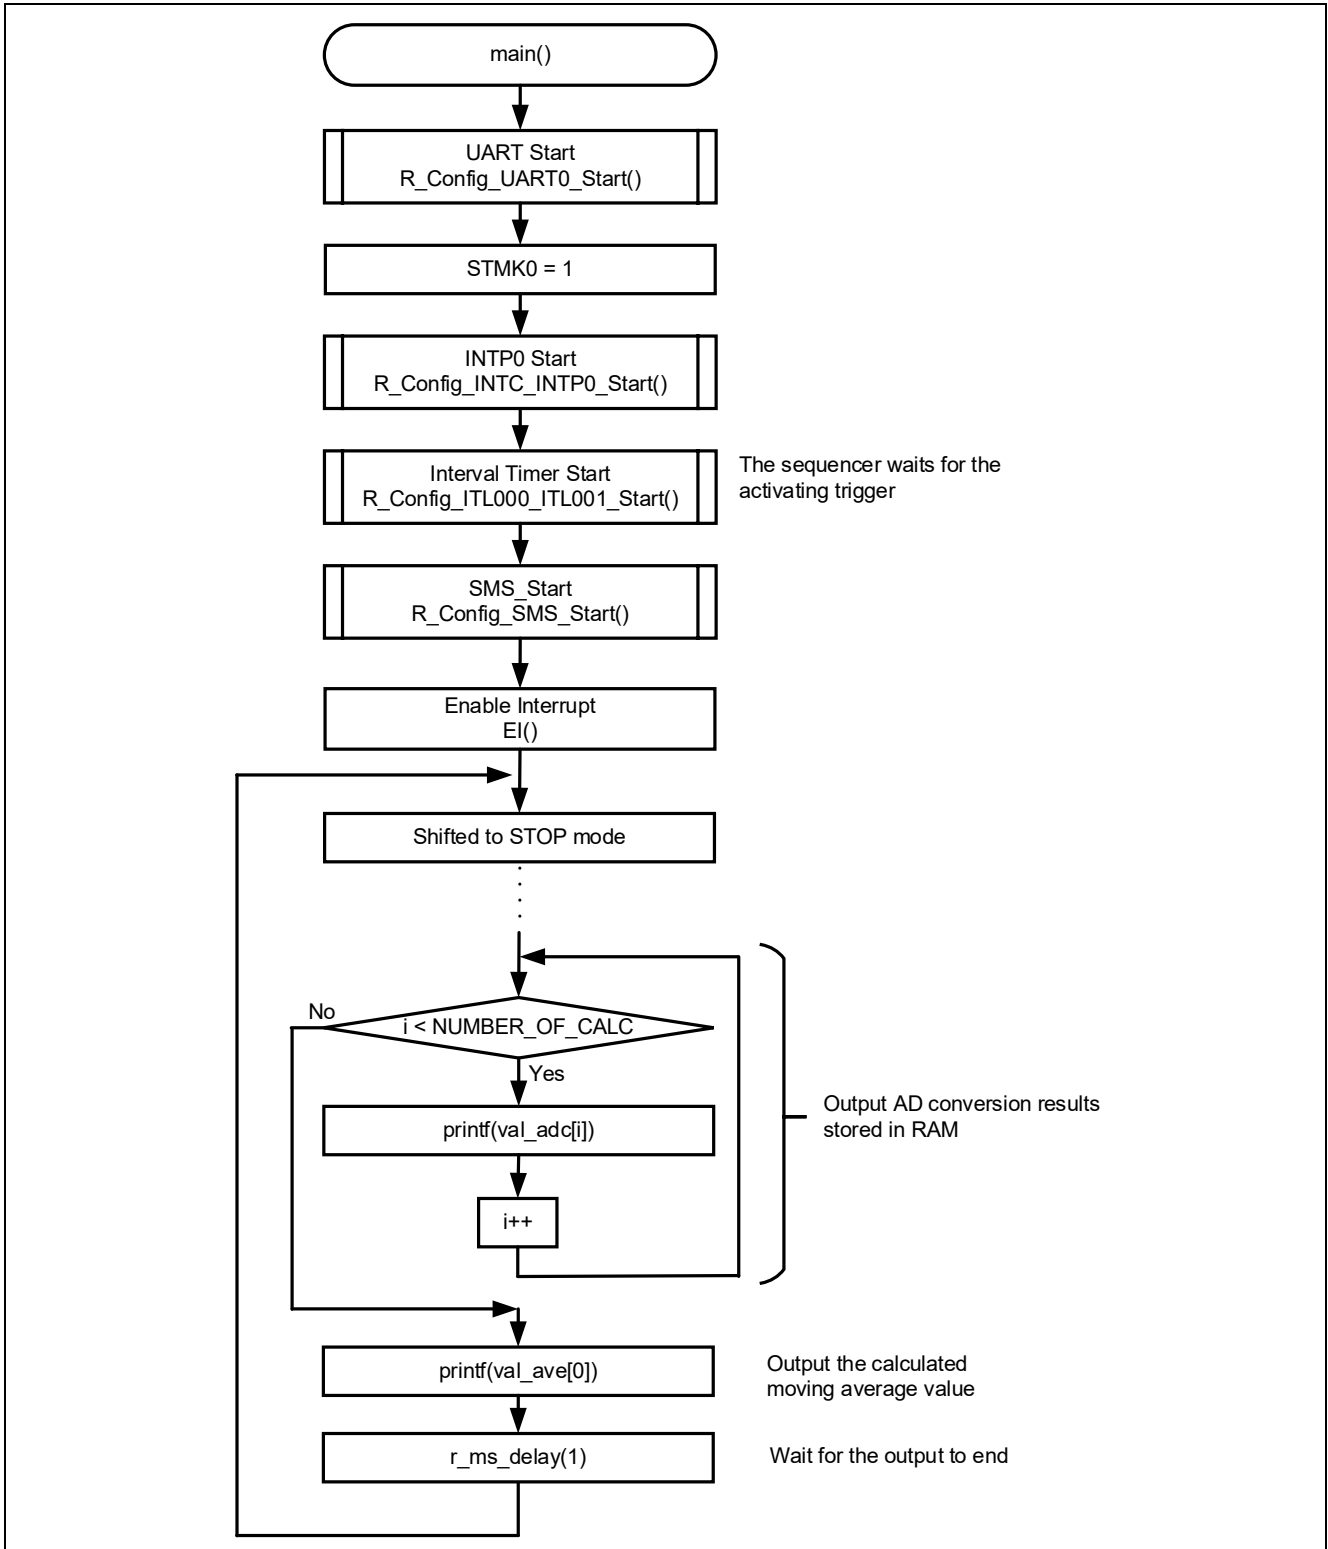 main()
UART Start
R_Config_UART0_Start()
STMK0 = 1
INTP0 Start
R_Config_INTC_INTP0_Start()
Interval Timer Start
R_Config_ITL000_ITL001_Start()
The sequencer waits for the
activating trigger
SMS_Start
R_Config_SMS_Start()
Enable Interrupt
EI()
Shifted to STOP mode
No
i < NUMBER_OF_CALC
Yes
printf(val_adc[i])
Output AD conversion results
stored in RAM
i++
printf(val_ave[0])
Output the calculated
moving average value
r_ms_delay(1)
Wait for the output to end